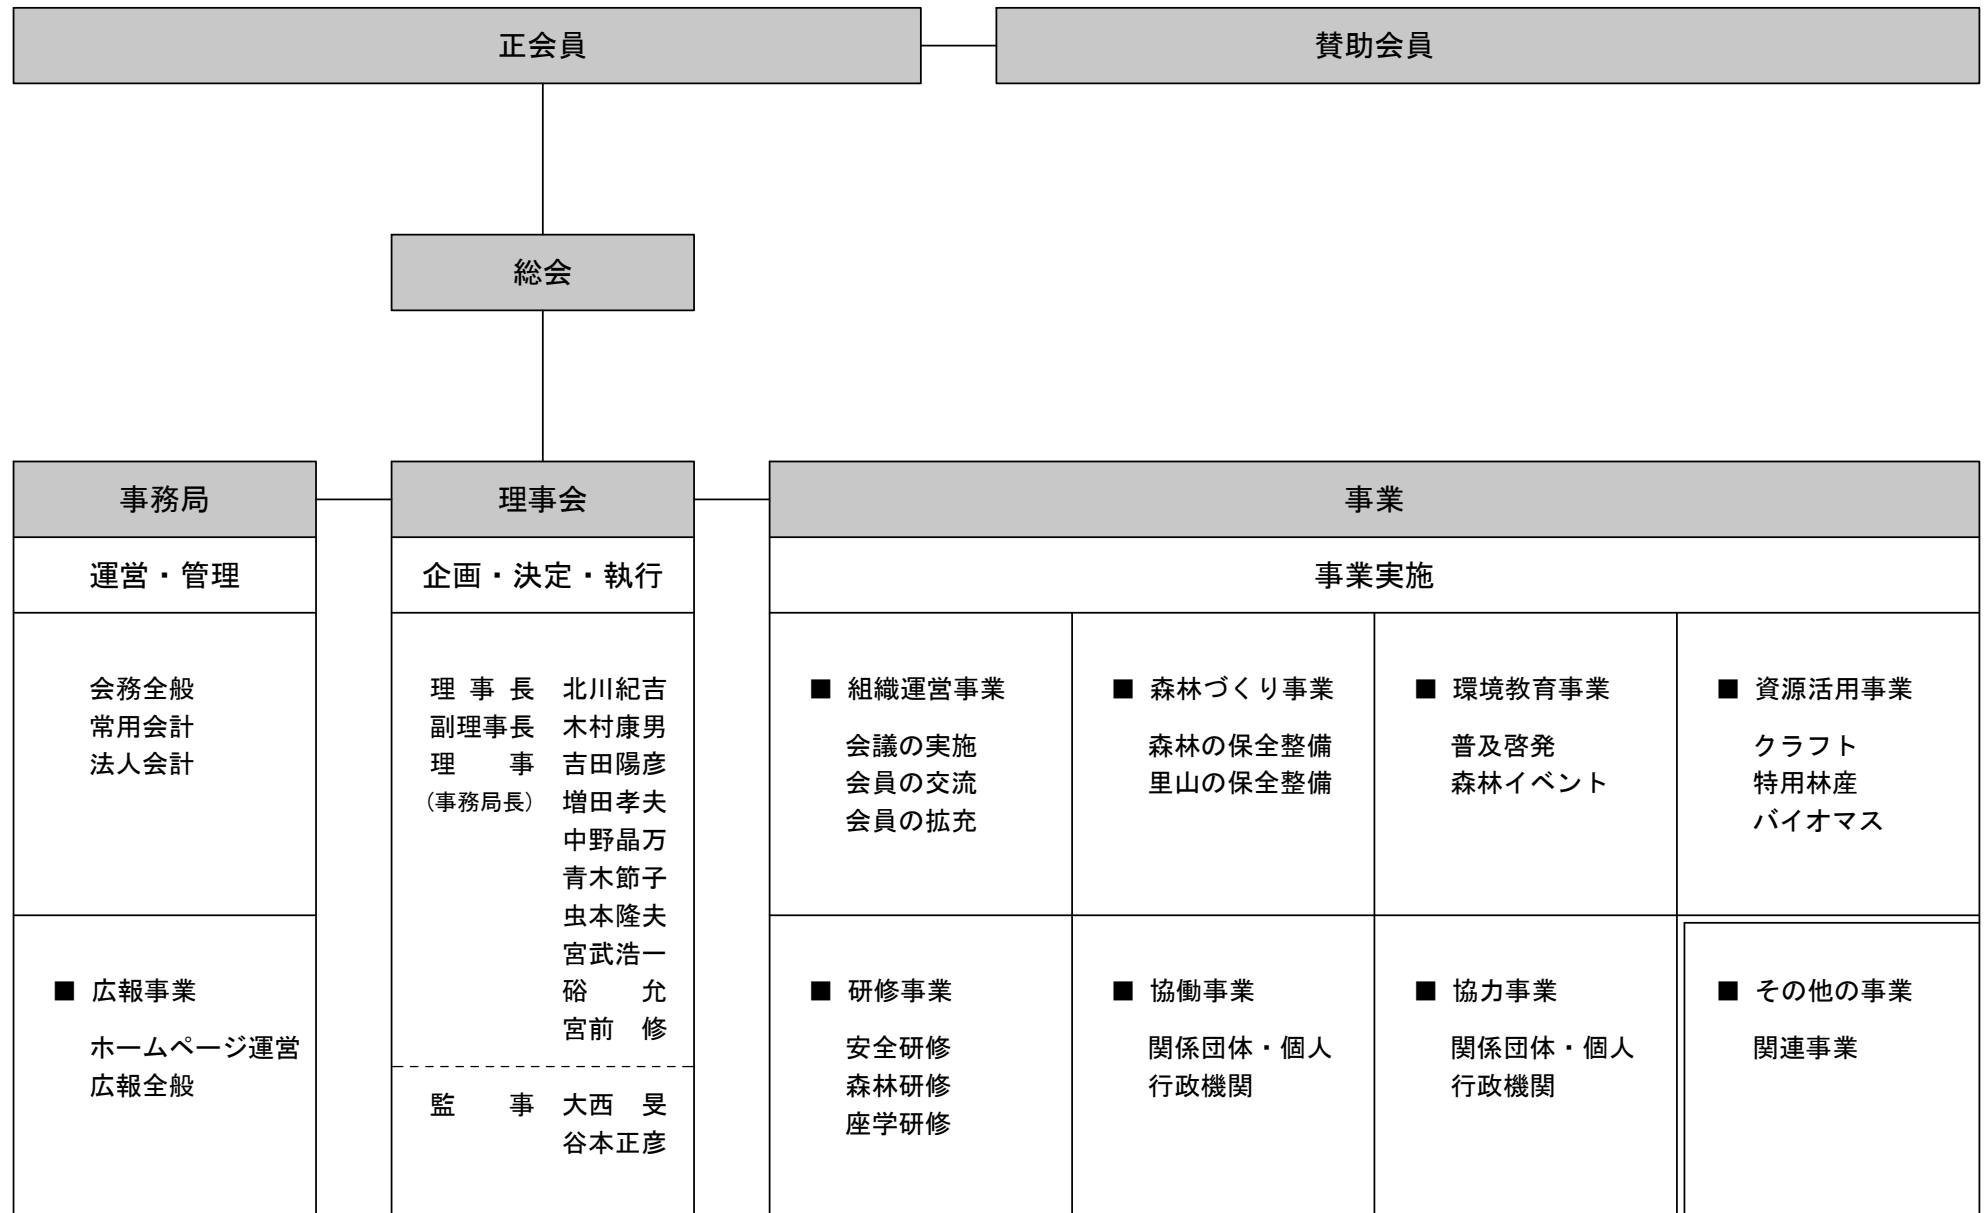 正会員
賛助会員
総会
事務局
運営・管理
会務全般
常用会計
法人会計
■ 広報事業
ホームページ運営
広報全般
理事会
企画・決定・執行
理事長 北川紀吉
副理事長 木村康男
理事 吉田陽彦
（事務局長） 増田孝夫
中野晶万
青木節子
虫本隆夫
宮武浩一
硲 允
宮前 修
監事 大西 旻
谷本正彦
事業
事業実施
■ 組織運営事業
会議の実施
会員の交流
会員の拡充
■ 森林づくり事業
森林の保全整備
里山の保全整備
■ 環境教育事業
普及啓発
森林イベント
■ 資源活用事業
クラフト
特用林産
バイオマス
■ 研修事業
安全研修
森林研修
座学研修
■ 協働事業
関係団体・個人
行政機関
■ 協力事業
関係団体・個人
行政機関
■ その他の事業
関連事業